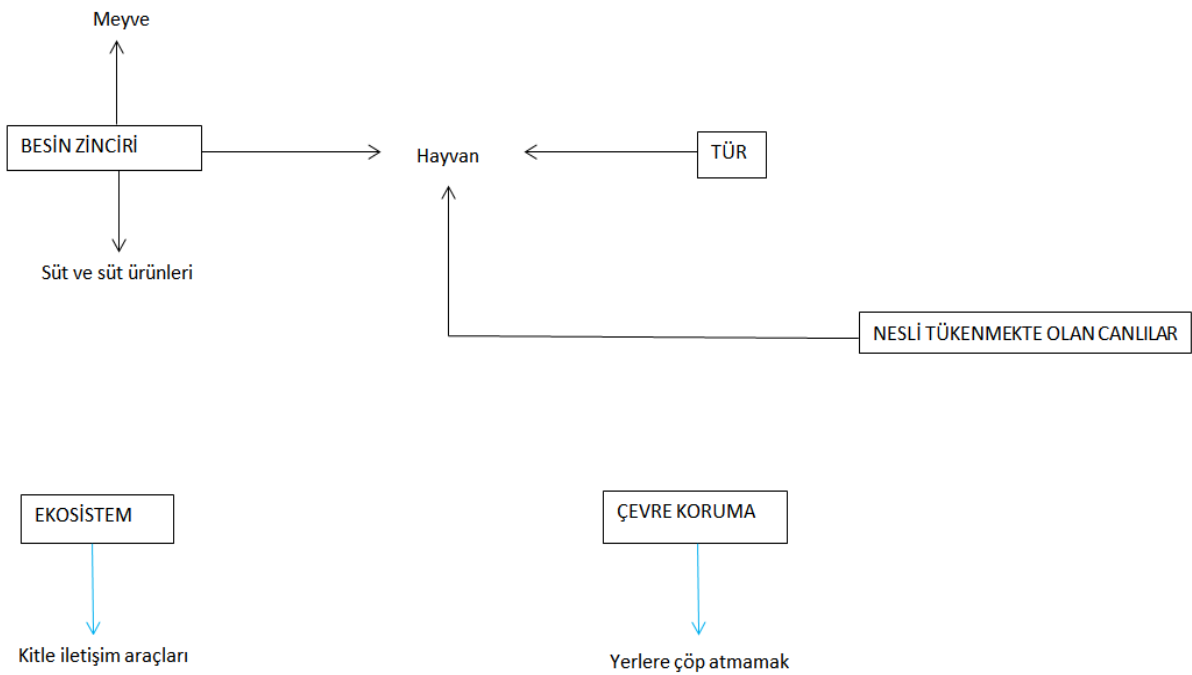 Meyve
BESİN ZİNCİRİ
Hayvan
TÜR
Süt ve süt ürünleri
NESLİ TÜKENMEKTE OLAN CANLILAR
EKOSİSTEM
ÇEVRE KORUMA
Kitle iletişim araçları
Yerlere çöp atmamak